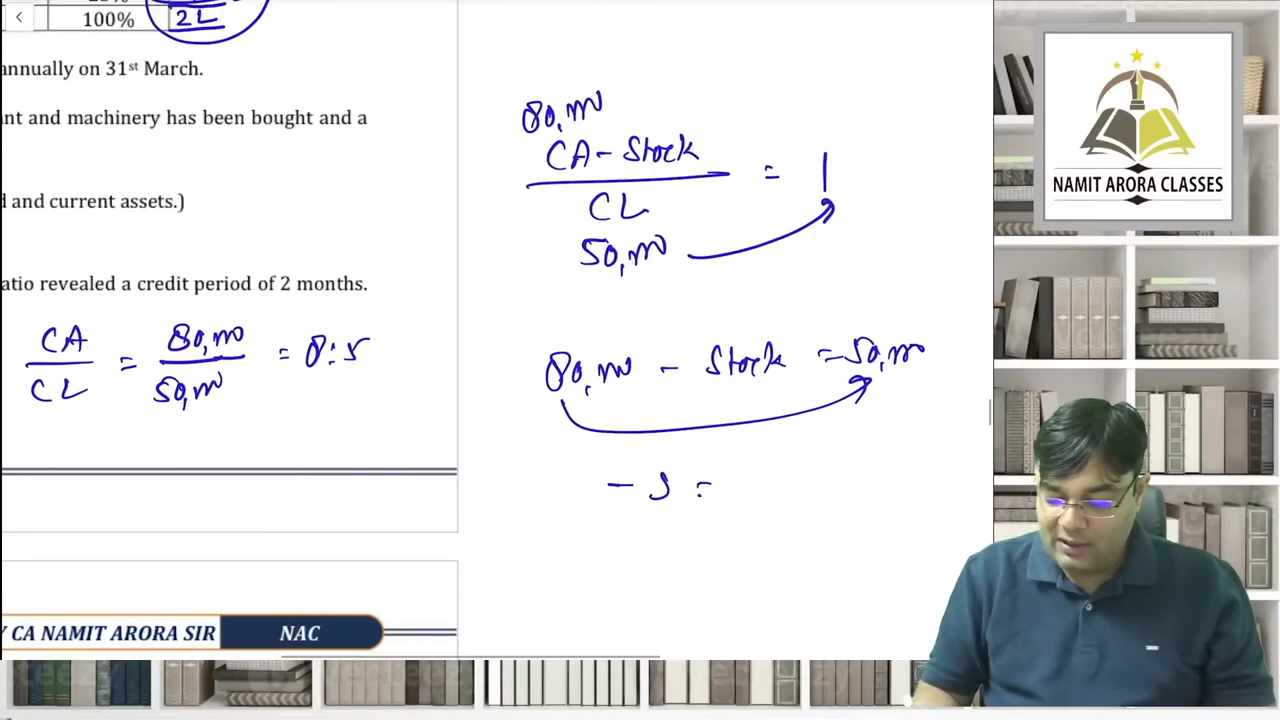 100%
2L
annually on 31st March.
nt and machinery has been bought and a
d and current assets.)
atio revealed a credit period of 2 months.
CA/CL = 80,000/50,000 = 8:5
80,000
CA - Stock
= 1
CL
50,000
80,000 - Stock = 50,000
- S =
Y CA NAMIT ARORA SIR
NAC
NAMIT ARORA CLASSES